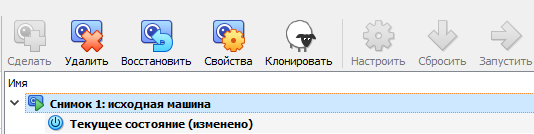 Сделать Удалить Восстановить Свойства Клонировать Настроить Сбросить Запустить
Имя
Снимок 1: исходная машина
Текущее состояние (изменено)